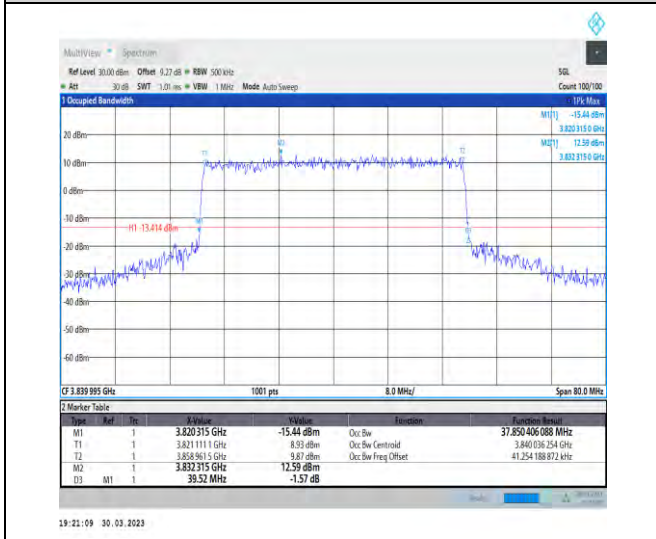 MultiView Spectrum
Ref Level 30.00 dBm Offset 9.27 dB RBW 500 kHz SGL
Att 30 dB SWT 1.01 ms VBW 1 MHz Mode Auto Sweep Count 100/100
1 Occupied Bandwidth 1Pk Max
M1[1] -15.44 dBm
3.820 315 0 GHz
20 dBm M2[1] 12.59 dBm
3.832 315 0 GHz
M2
T1 T2
10 dBm
0 dBm
-10 dBm
H1 -13.414 dBm
-20 dBm
-30 dBm
-40 dBm
-50 dBm
-60 dBm
CF 3.839 995 GHz 1001 pts 8.0 MHz/ Span 80.0 MHz
2 Marker Table
Type Ref Trc X-Value Y-Value Function Function Result
M1 1 3.820 315 GHz -15.44 dBm Occ Bw 37.850 406 088 MHz
T1 1 3.821 111 1 GHz 8.93 dBm Occ Bw Centroid 3.840 036 254 GHz
T2 1 3.858 961 5 GHz 9.87 dBm Occ Bw Freq Offset 41.254 188 872 kHz
M2 1 3.832 315 GHz 12.59 dBm
D3 M1 1 39.52 MHz -1.57 dB
19:21:09 30.03.2023